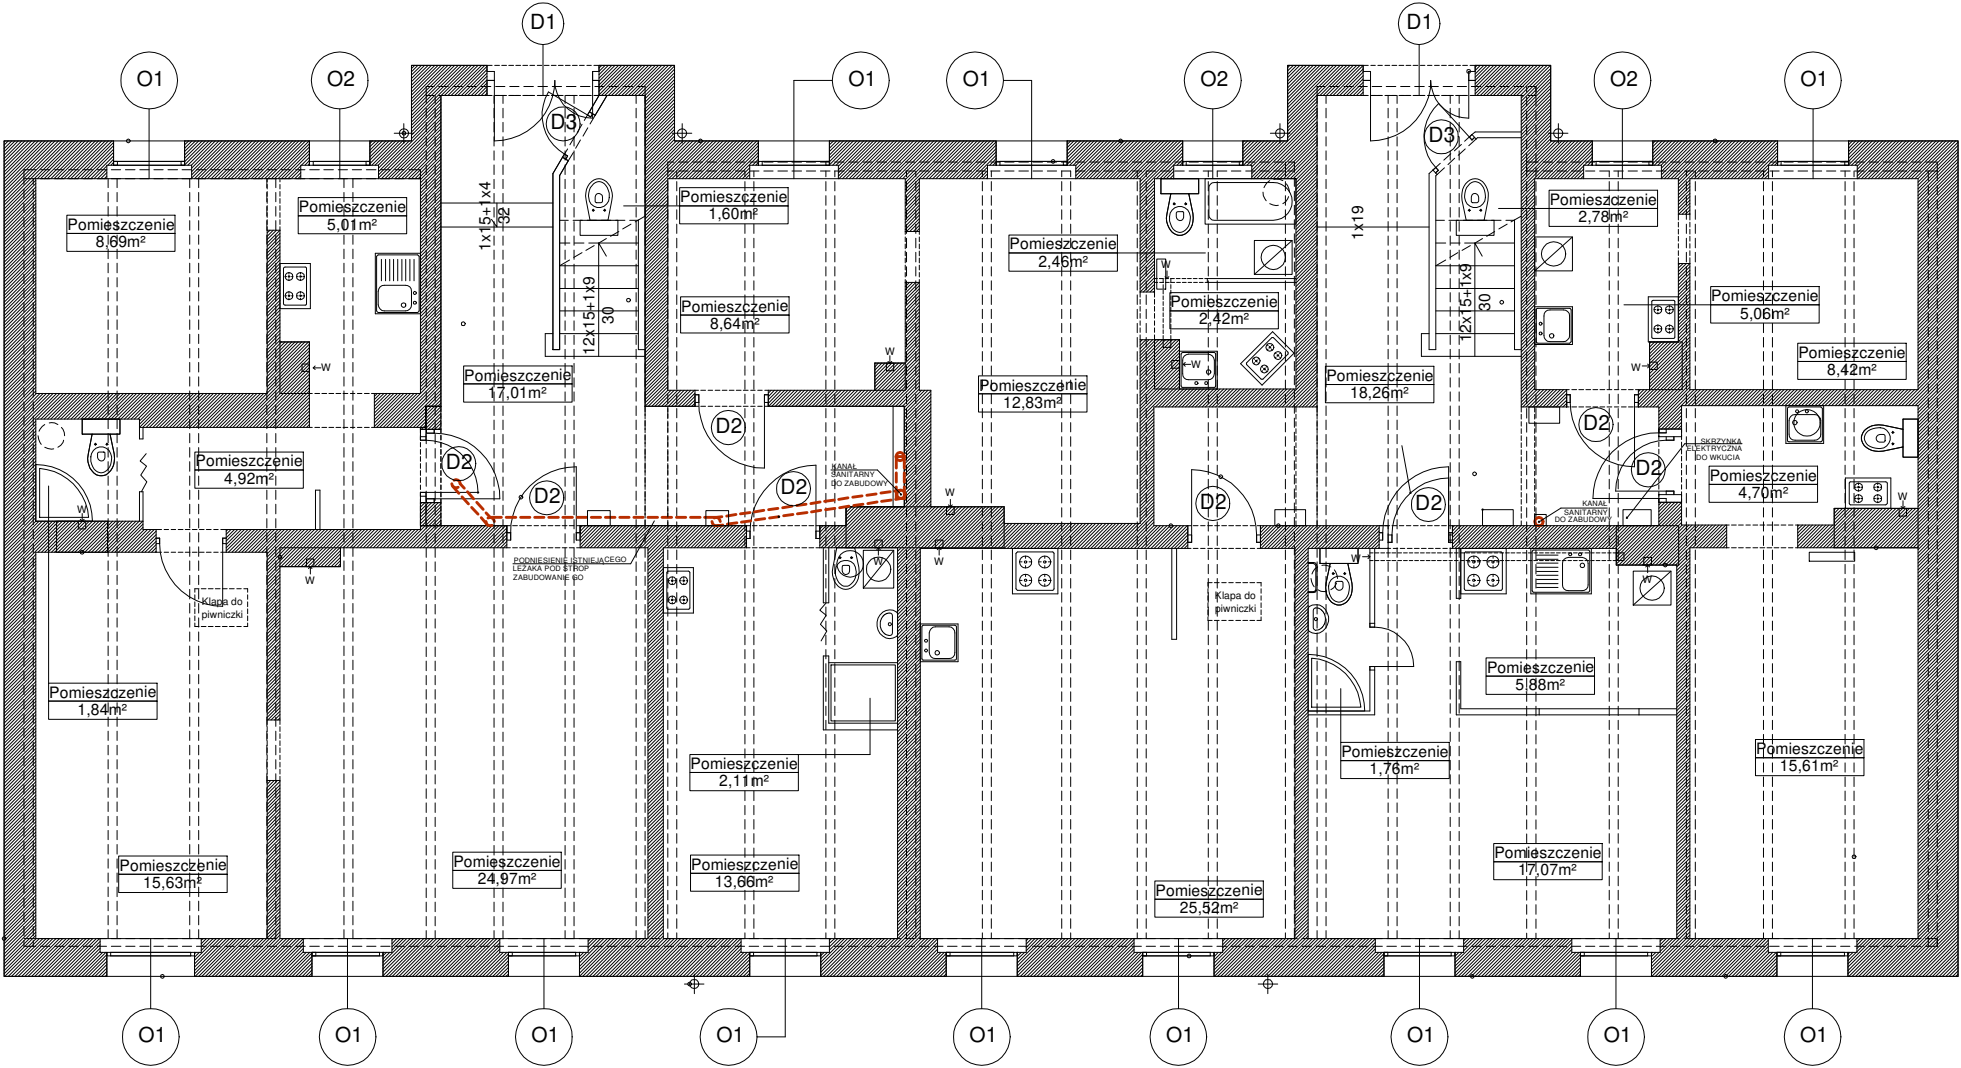 D1
D1
O1
O2
O1
O1
O2
O2
O1
D3
D3
Pomieszczenie
8,69m²
Pomieszczenie
5,01m²
1x15+1x4
32
Pomieszczenie
1,60m²
Pomieszczenie
2,46m²
1x19
Pomieszczenie
2,78m²
12x15+1x9
30
Pomieszczenie
8,64m²
W
Pomieszczenie
2,42m²
12x15+1x9
30
Pomieszczenie
5,06m²
←W
Pomieszczenie
17,01m²
W
Pomieszczenie
12,83m²
←W
Pomieszczenie
18,26m²
W→
Pomieszczenie
8,42m²
D2
D2
D2
Pomieszczenie
4,92m²
D2
D2
KANAŁ
SANITARNY
DO ZABUDOWY
W
D2
D2
D2
SKRZYNKA
ELEKTRYCZNA
DO WKUCIA
Pomieszczenie
4,70m²
KANAŁ
SANITARNY
DO ZABUDOWY
W
W
W
PODNIESIENIE ISTNIEJĄCEGO
LEŻAKA POD STROP
ZABUDOWANIE GO
W
W
W→
W
Klapa do
piwniczki
Klapa do
piwniczki
Pomieszczenie
1,84m²
Pomieszczenie
5,88m²
Pomieszczenie
2,11m²
Pomieszczenie
1,76m²
Pomieszczenie
15,61m²
Pomieszczenie
15,63m²
Pomieszczenie
24,97m²
Pomieszczenie
13,66m²
Pomieszczenie
25,52m²
Pomieszczenie
17,07m²
O1
O1
O1
O1
O1
O1
O1
O1
O1